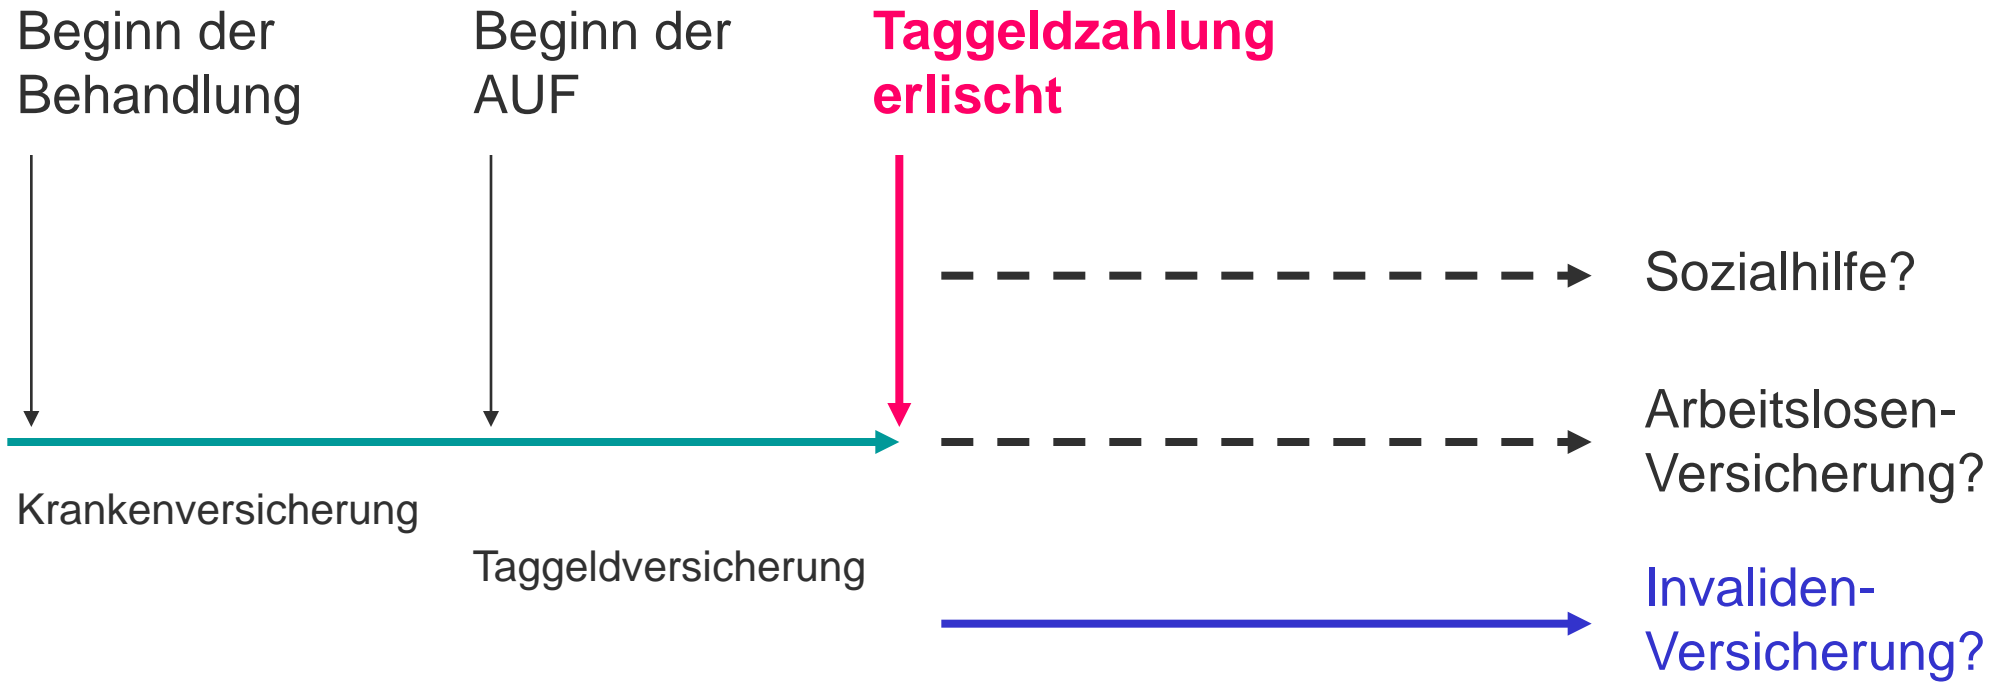 Beginn der
Behandlung
Beginn der
AUF
Taggeldzahlung
erlischt
Sozialhilfe?
Arbeitslosen-
Versicherung?
Krankenversicherung
Taggeldversicherung
Invaliden-
Versicherung?